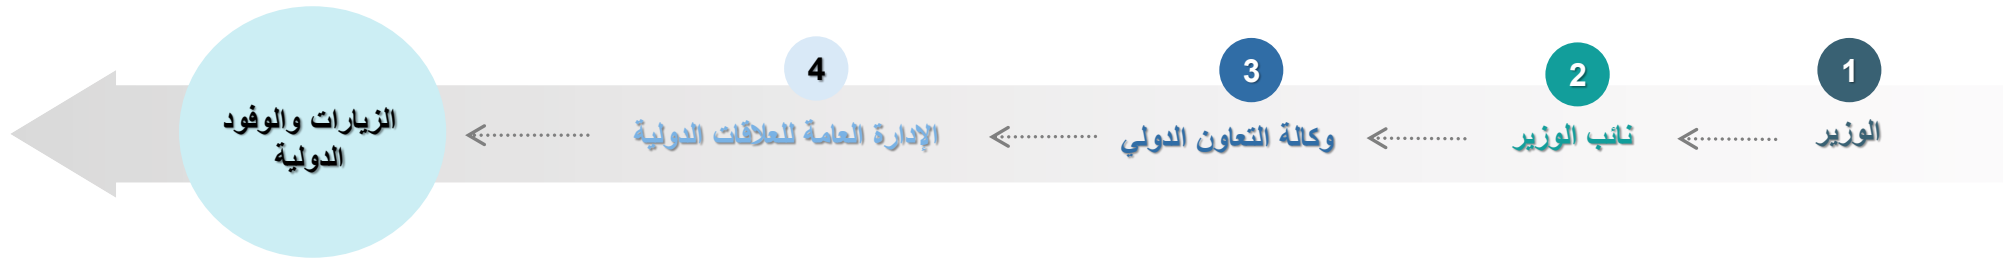 1
الوزير
2
نائب الوزير
3
وكالة التعاون الدولي
4
الإدارة العامة للعلاقات الدولية
الزيارات والوفود
الدولية